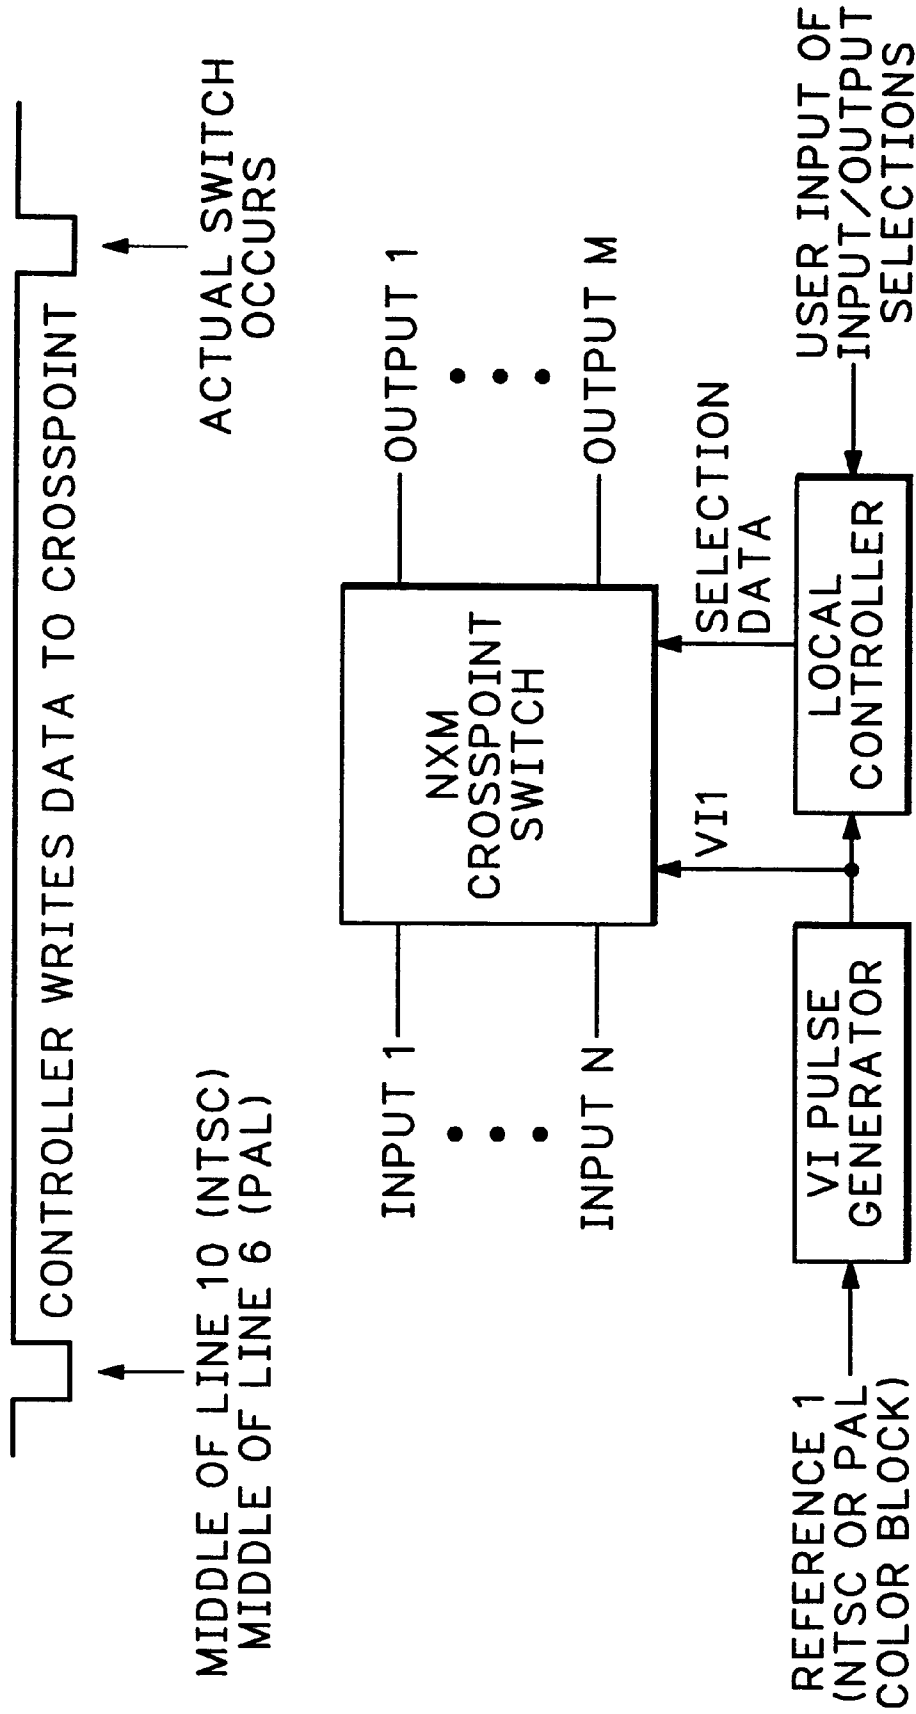 CONTROLLER WRITES DATA TO CROSSPOINT
MIDDLE OF LINE 10 (NTSC)
MIDDLE OF LINE 6 (PAL)
ACTUAL SWITCH
OCCURS
INPUT 1
INPUT N
NXM
CROSSPOINT
SWITCH
OUTPUT 1
OUTPUT M
VI1
SELECTION
DATA
REFERENCE 1
(NTSC OR PAL
COLOR BLOCK)
VI PULSE
GENERATOR
LOCAL
CONTROLLER
USER INPUT OF
INPUT/OUTPUT
SELECTIONS